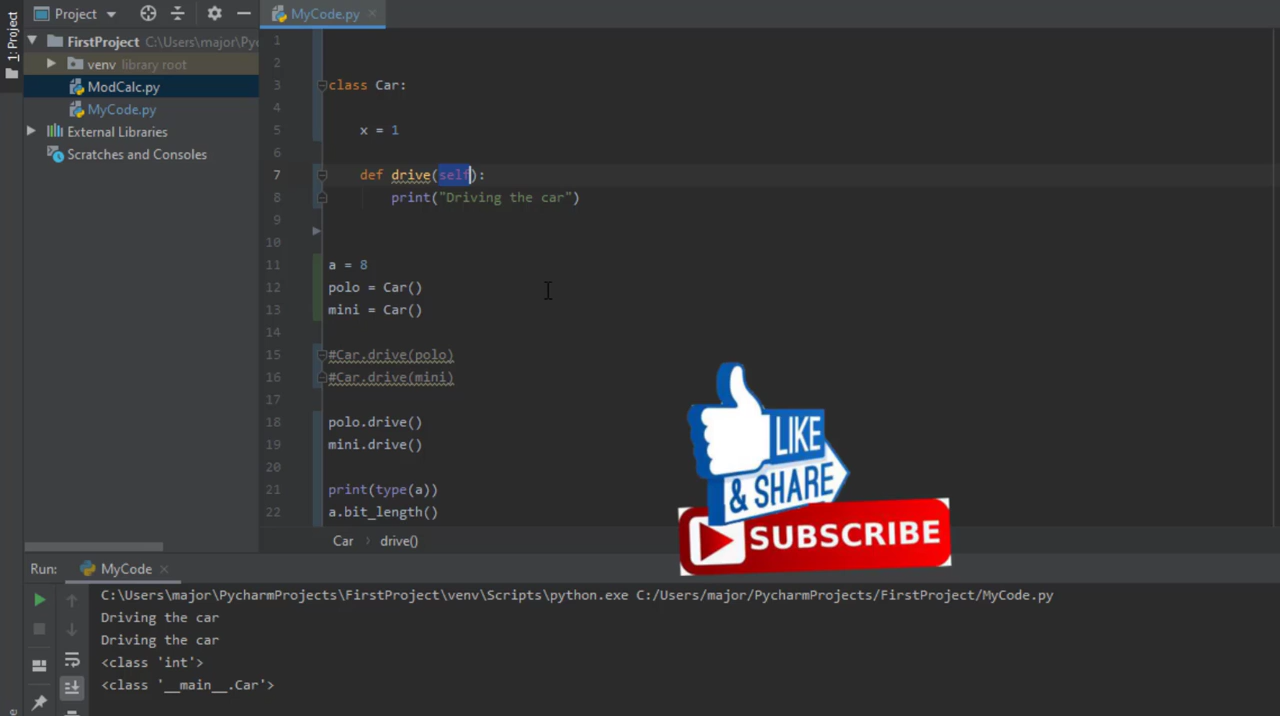 Project
MyCode.py
1: Project
FirstProject C:\Users\major\Pyc
venv library root
ModCalc.py
MyCode.py
External Libraries
Scratches and Consoles
1
2
3 class Car:
4
5 x = 1
6
7 def drive(self):
8 print("Driving the car")
9
10
11 a = 8
12 polo = Car()
13 mini = Car()
14
15 #Car.drive(polo)
16 #Car.drive(mini)
17
18 polo.drive()
19 mini.drive()
20
21 print(type(a))
22 a.bit_length()
LIKE
& SHARE
SUBSCRIBE
Car › drive()
Run: MyCode
C:\Users\major\PycharmProjects\FirstProject\venv\Scripts\python.exe C:/Users/major/PycharmProjects/FirstProject/MyCode.py
Driving the car
Driving the car
<class 'int'>
<class '__main__.Car'>